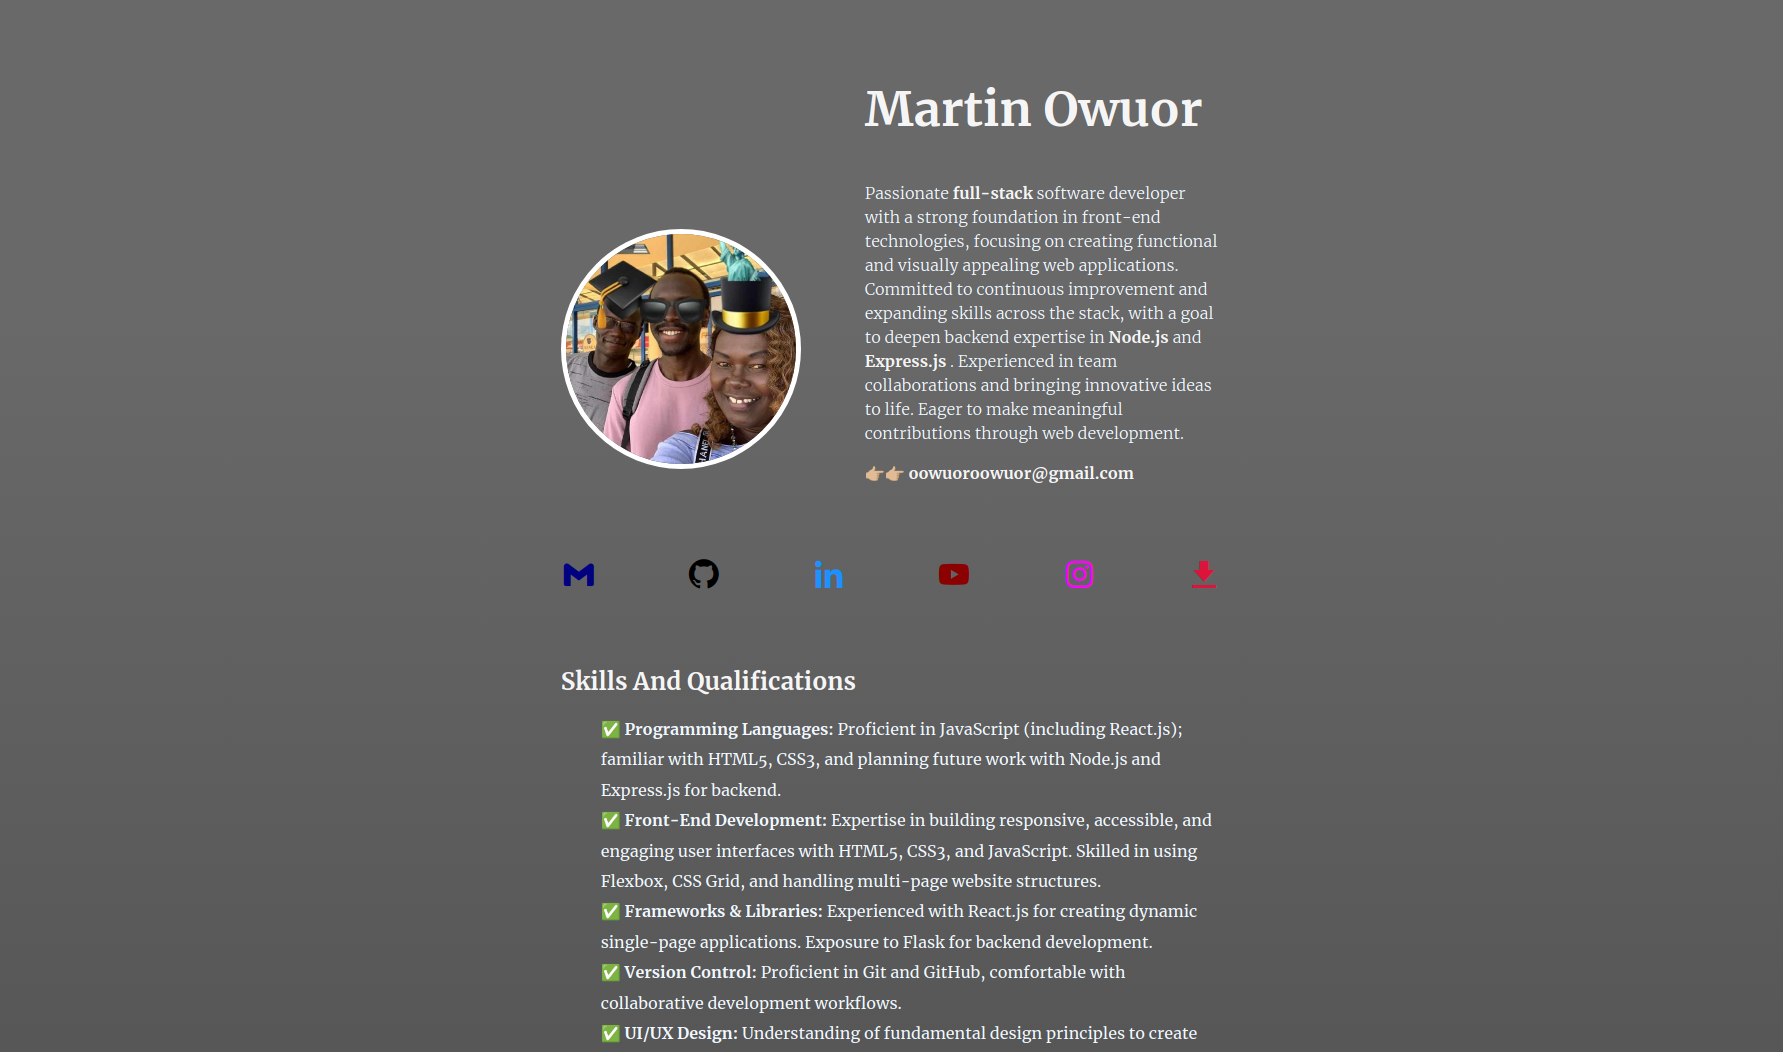 Martin Owuor
Passionate full-stack software developer
with a strong foundation in front-end
technologies, focusing on creating functional
and visually appealing web applications.
Committed to continuous improvement and
expanding skills across the stack, with a goal
to deepen backend expertise in Node.js and
Express.js . Experienced in team
collaborations and bringing innovative ideas
to life. Eager to make meaningful
contributions through web development.
👉🏼👉🏼 oowuoroowuor@gmail.com
Skills And Qualifications
✅ Programming Languages: Proficient in JavaScript (including React.js);
familiar with HTML5, CSS3, and planning future work with Node.js and
Express.js for backend.
✅ Front-End Development: Expertise in building responsive, accessible, and
engaging user interfaces with HTML5, CSS3, and JavaScript. Skilled in using
Flexbox, CSS Grid, and handling multi-page website structures.
✅ Frameworks & Libraries: Experienced with React.js for creating dynamic
single-page applications. Exposure to Flask for backend development.
✅ Version Control: Proficient in Git and GitHub, comfortable with
collaborative development workflows.
✅ UI/UX Design: Understanding of fundamental design principles to create